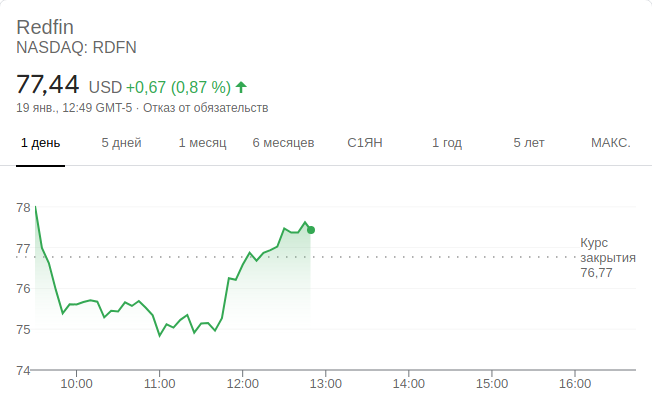 Redfin
NASDAQ: RDFN
77,44 USD +0,67 (0,87 %)
19 янв., 12:49 GMT-5 · Отказ от обязательств
1 день 5 дней 1 месяц 6 месяцев С1ЯН 1 год 5 лет МАКС.
78
77
76
75
74
Курс
закрытия
76,77
10:00 11:00 12:00 13:00 14:00 15:00 16:00